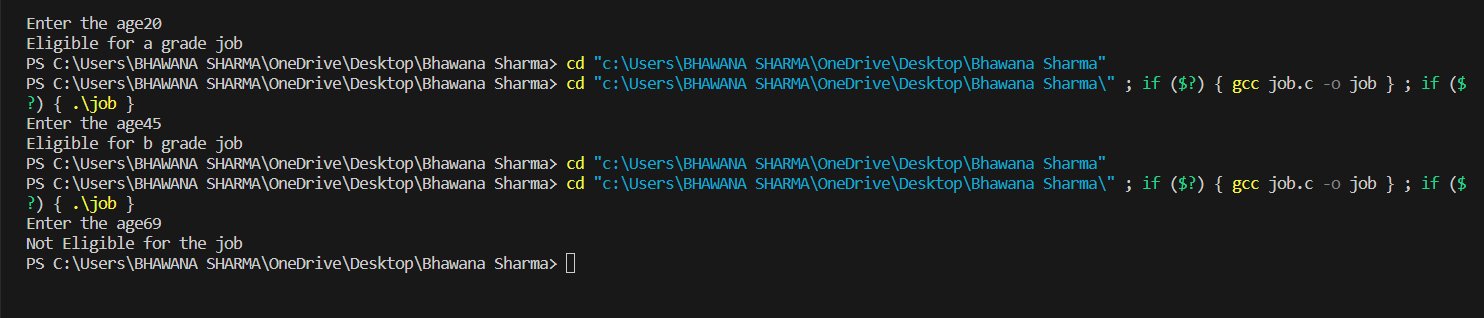 Enter the age20
Eligible for a grade job
PS C:\Users\BHAWANA SHARMA\OneDrive\Desktop\Bhawana Sharma> cd "c:\Users\BHAWANA SHARMA\OneDrive\Desktop\Bhawana Sharma"
PS C:\Users\BHAWANA SHARMA\OneDrive\Desktop\Bhawana Sharma> cd "c:\Users\BHAWANA SHARMA\OneDrive\Desktop\Bhawana Sharma\" ; if ($?) { gcc job.c -o job } ; if ($
?) { .\job }
Enter the age45
Eligible for b grade job
PS C:\Users\BHAWANA SHARMA\OneDrive\Desktop\Bhawana Sharma> cd "c:\Users\BHAWANA SHARMA\OneDrive\Desktop\Bhawana Sharma"
PS C:\Users\BHAWANA SHARMA\OneDrive\Desktop\Bhawana Sharma> cd "c:\Users\BHAWANA SHARMA\OneDrive\Desktop\Bhawana Sharma\" ; if ($?) { gcc job.c -o job } ; if ($
?) { .\job }
Enter the age69
Not Eligible for the job
PS C:\Users\BHAWANA SHARMA\OneDrive\Desktop\Bhawana Sharma>